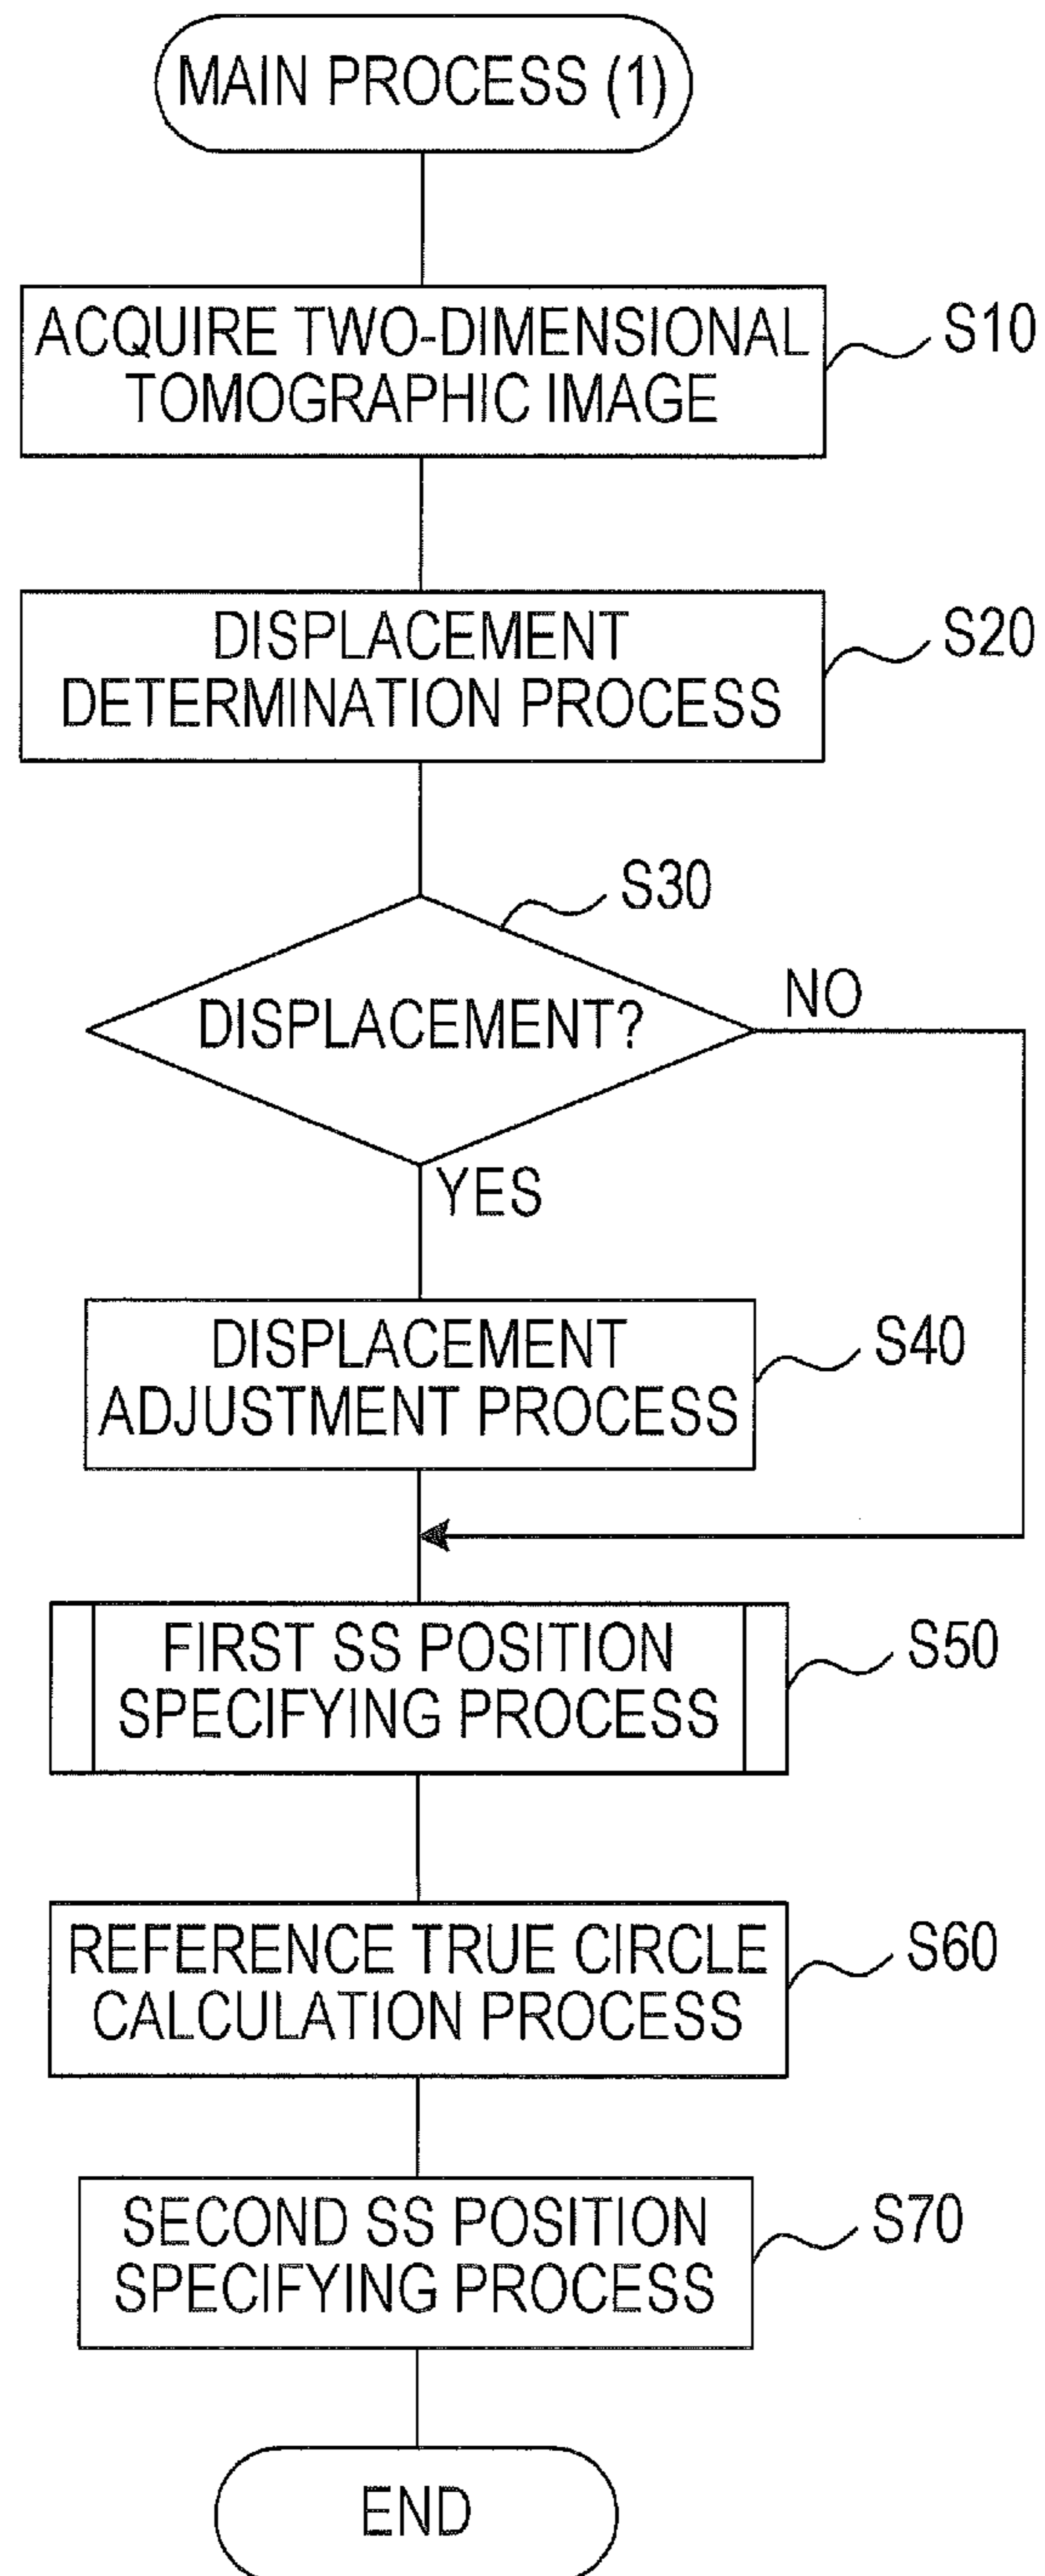 MAIN PROCESS (1)
ACQUIRE TWO-DIMENSIONAL
TOMOGRAPHIC IMAGE
S10
DISPLACEMENT
DETERMINATION PROCESS
S20
S30
DISPLACEMENT?
NO
YES
DISPLACEMENT
ADJUSTMENT PROCESS
S40
FIRST SS POSITION
SPECIFYING PROCESS
S50
REFERENCE TRUE CIRCLE
CALCULATION PROCESS
S60
SECOND SS POSITION
SPECIFYING PROCESS
S70
END